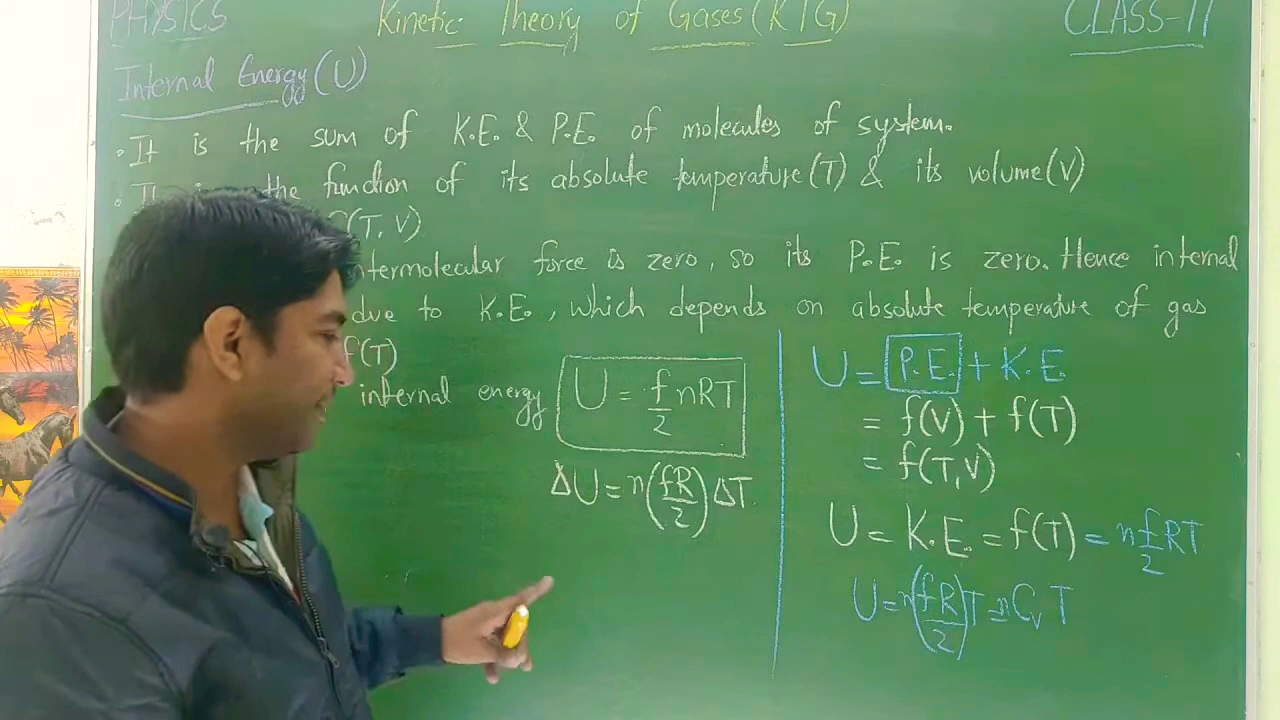 PHYSICS Kinetic Theory of Gases (KTG) CLASS-11
Internal Energy (U)
• It is the sum of K.E. & P.E. of molecules of system.
• It the function of its absolute temperature (T) & its volume (V)
f(T, V)
intermolecular force is zero, so its P.E. is zero. Hence internal
due to K.E., which depends on absolute temperature of gas
f(T)
internal energy U = f/2 nRT
ΔU = n(fR/2)ΔT
U = P.E. + K.E.
= f(V) + f(T)
= f(T,V)
U = K.E. = f(T) = n f/2 RT
U = n(fR/2)T = nCᵥT